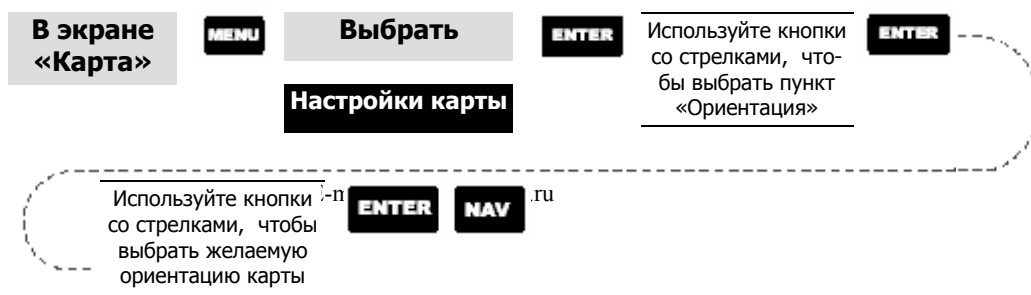 В экране
«Карта»
MENU
Выбрать
Настройки карты
ENTER
Используйте кнопки
со стрелками, что-
бы выбрать пункт
«Ориентация»
ENTER
Используйте кнопки
со стрелками, чтобы
выбрать желаемую
ориентацию карты
ENTER
NAV
.ru